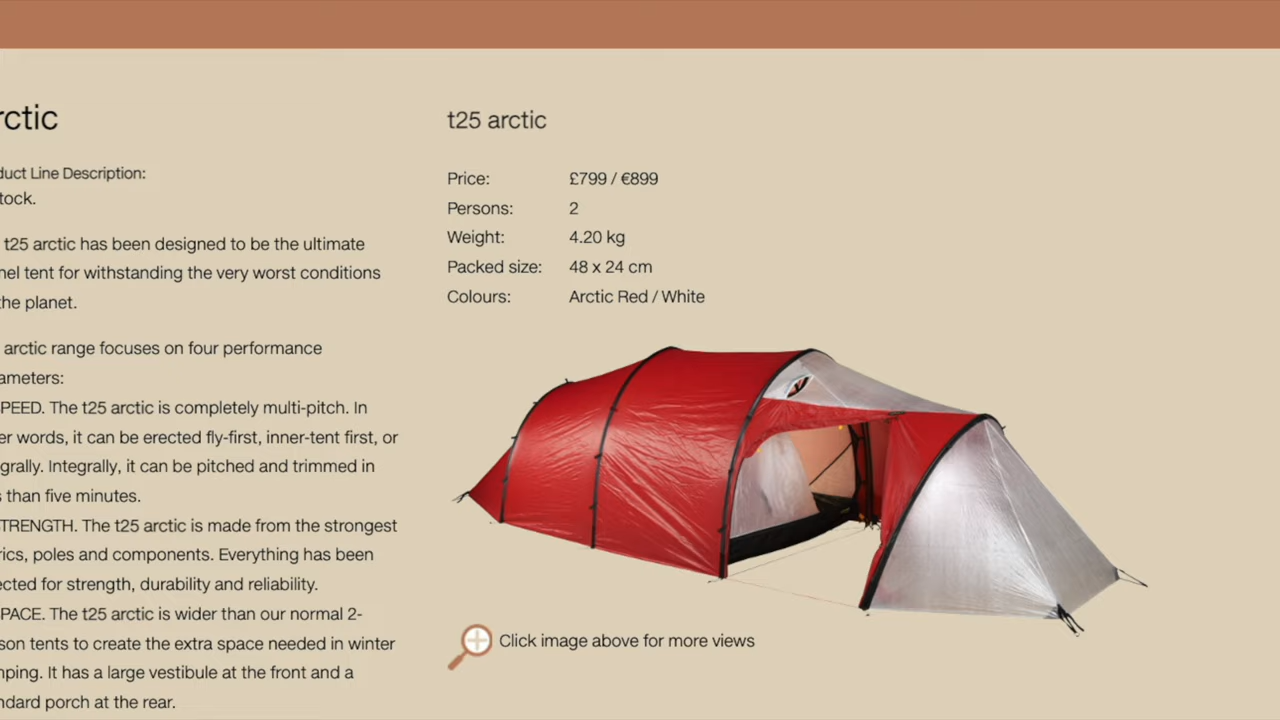 rctic
duct Line Description:
tock.
t25 arctic has been designed to be the ultimate
nel tent for withstanding the very worst conditions
the planet.
arctic range focuses on four performance
ameters:
SPEED. The t25 arctic is completely multi-pitch. In
er words, it can be erected fly-first, inner-tent first, or
grally. Integrally, it can be pitched and trimmed in
s than five minutes.
STRENGTH. The t25 arctic is made from the strongest
rics, poles and components. Everything has been
ected for strength, durability and reliability.
SPACE. The t25 arctic is wider than our normal 2-
son tents to create the extra space needed in winter
mping. It has a large vestibule at the front and a
ndard porch at the rear.
t25 arctic
Price: £799 / €899
Persons: 2
Weight: 4.20 kg
Packed size: 48 x 24 cm
Colours: Arctic Red / White
Click image above for more views